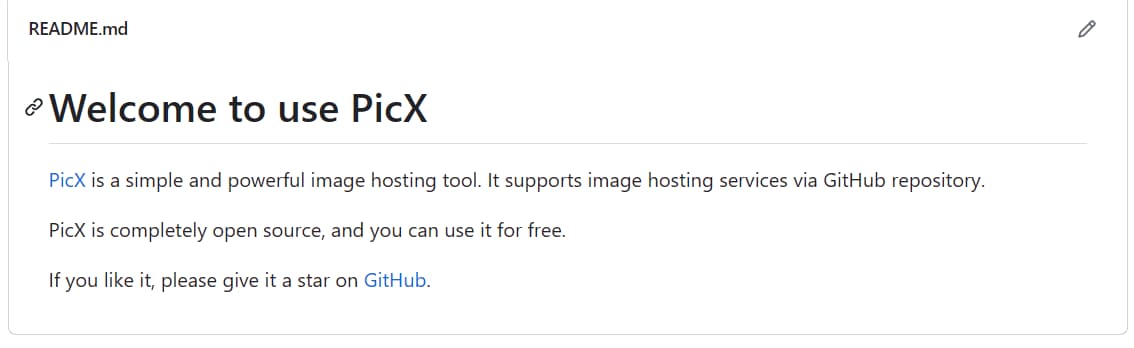 README.md
Welcome to use PicX
PicX is a simple and powerful image hosting tool. It supports image hosting services via GitHub repository.
PicX is completely open source, and you can use it for free.
If you like it, please give it a star on GitHub.